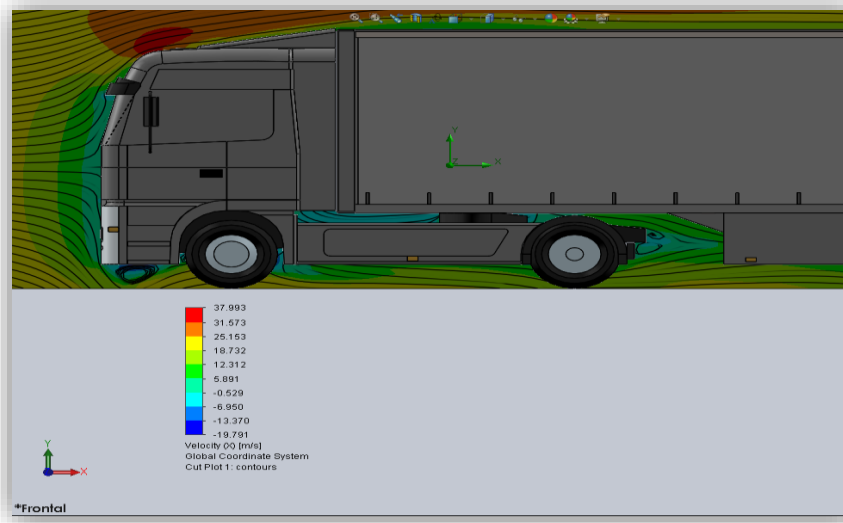 Y
Z
X
37.993
31.573
25.153
18.732
12.312
5.891
-0.529
-6.950
-13.370
-19.791
Velocity (X) [m/s]
Global Coordinate System
Cut Plot 1: contours
Y
X
*Frontal